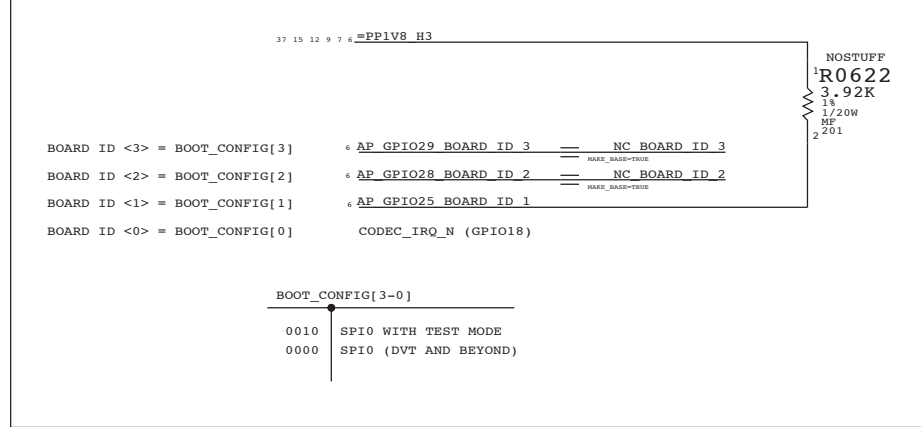 37 15 12 9 7 6 =PP1V8_H3
NOSTUFF
1 R0622
3.92K
1%
1/20W
MF
2 201
BOARD ID <3> = BOOT_CONFIG[3] 6 AP_GPIO29_BOARD_ID_3 NC_BOARD_ID_3
MAKE_BASE=TRUE
BOARD ID <2> = BOOT_CONFIG[2] 6 AP_GPIO28_BOARD_ID_2 NC_BOARD_ID_2
MAKE_BASE=TRUE
BOARD ID <1> = BOOT_CONFIG[1] 6 AP_GPIO25_BOARD_ID_1
BOARD ID <0> = BOOT_CONFIG[0] CODEC_IRQ_N (GPIO18)
BOOT_CONFIG[3-0]
0010 SPI0 WITH TEST MODE
0000 SPI0 (DVT AND BEYOND)